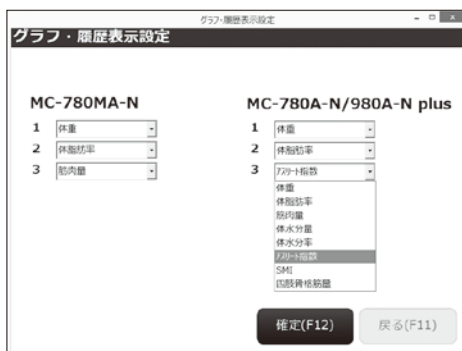 グラフ・履歴表示設定
グラフ・履歴表示設定
MC-780MA-N
1 体重
2 体脂肪率
3 筋肉量
MC-780A-N/980A-N plus
1 体重
2 体脂肪率
3 アスリート指数
体重
体脂肪率
筋肉量
体水分量
体水分率
アスリート指数
SMI
四肢骨格筋量
確定(F12)
戻る(F11)